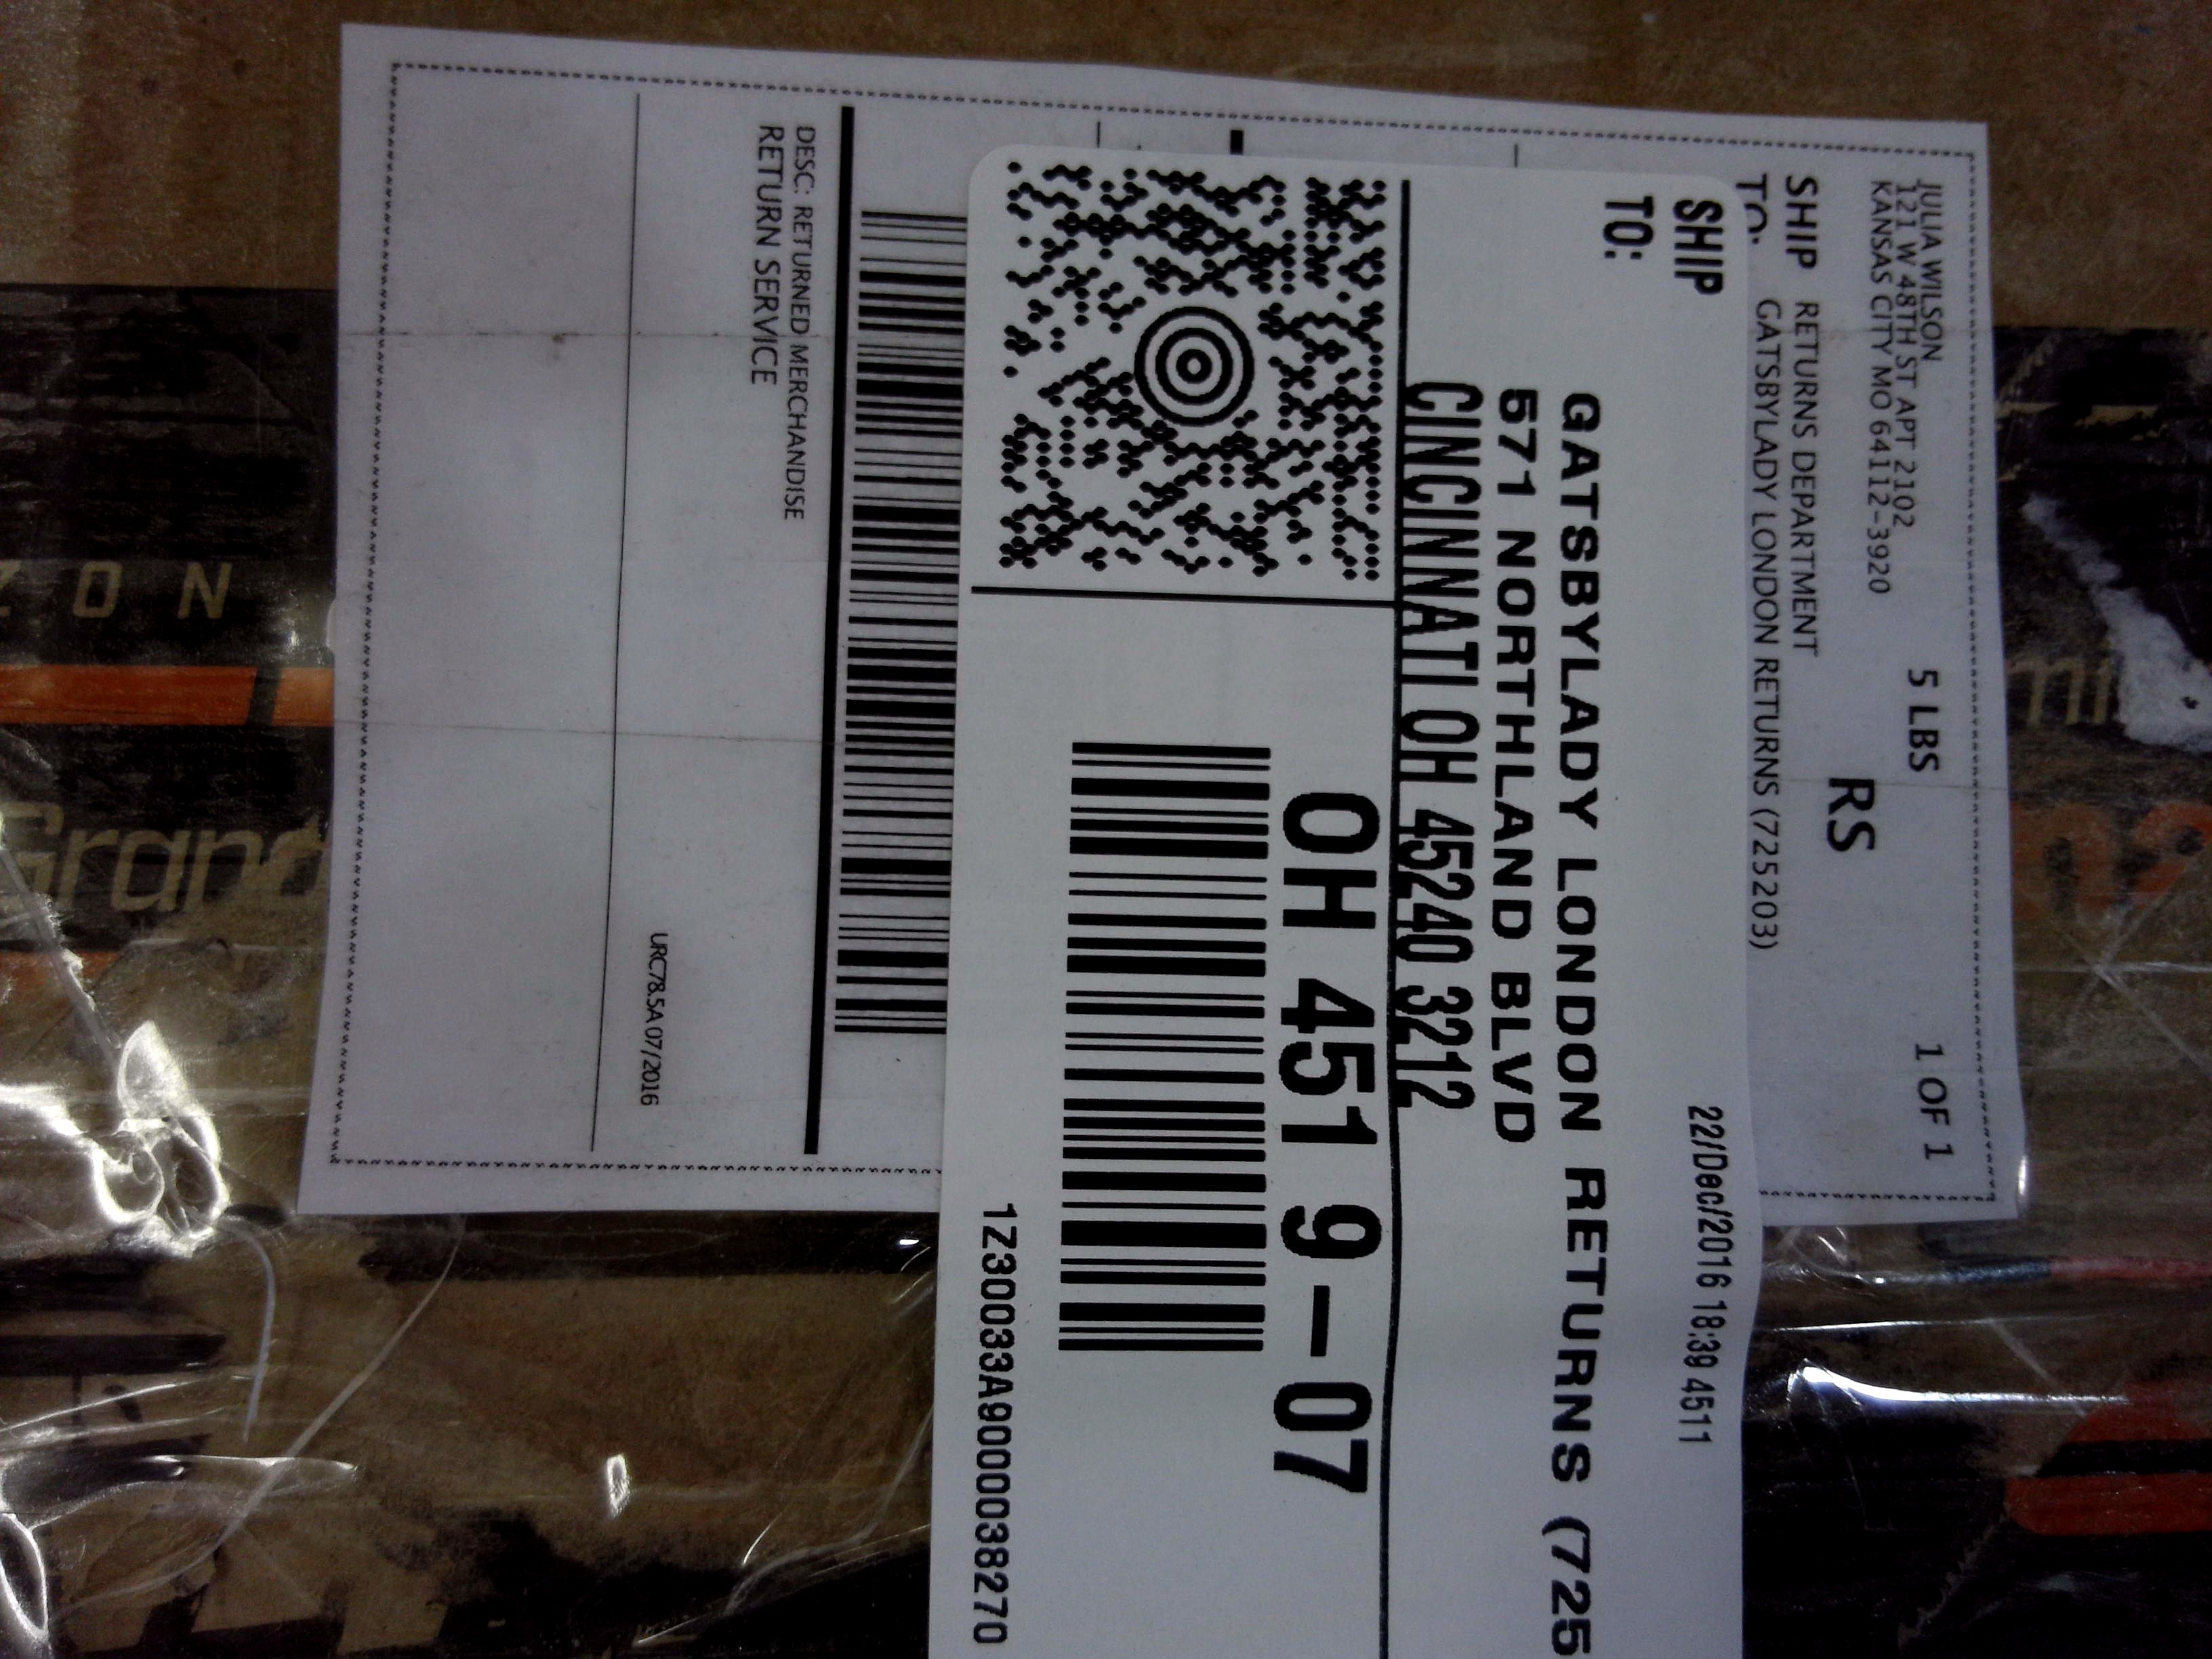 JULIA WILSON
121 W 48TH ST APT 2102
KANSAS CITY MO 64112-3920
5 LBS
1 OF 1
RS
SHIP
TO:
RETURNS DEPARTMENT
GATSBYLADY LONDON RETURNS (725203)
22/Dec/2016 18:39 4511
SHIP
TO:
GATSBYLADY LONDON RETURNS (725
571 NORTHLAND BLVD
CINCINNATI OH 45240 3212
OH 451 9-07
1Z30033A9000038270
DESC: RETURNED MERCHANDISE
RETURN SERVICE
URC78.5A 07/2016
Z O N
Grand